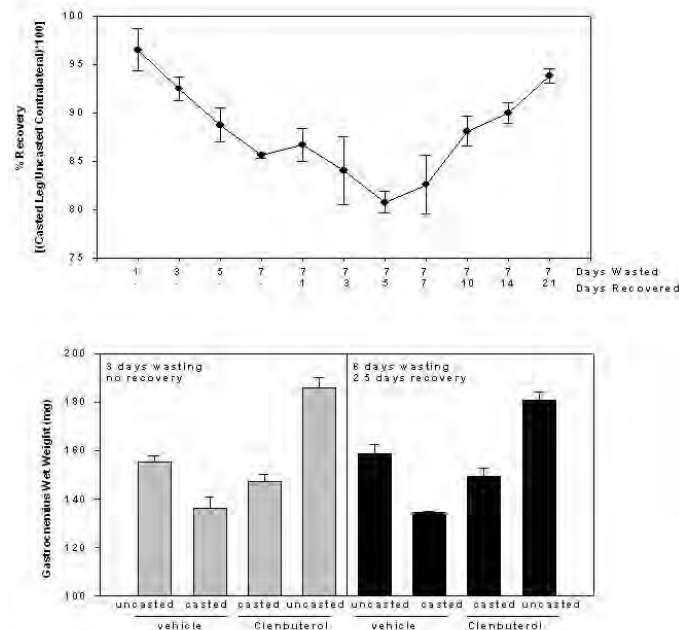 % Recovery
[(Casted Leg/Uncasted Contralateral)*100]
100
95
90
85
80
75
1 3 5 7 7 7 7 7 7 7 7 Days Wasted
- - - - 1 3 5 7 10 14 21 Days Recovered
Gastrocnemius Wet Weight (mg)
200
180
160
140
120
100
3 days wasting
no recovery
6 days wasting
2.5 days recovery
uncasted casted casted uncasted uncasted casted casted uncasted
vehicle Clenbuterol vehicle Clenbuterol